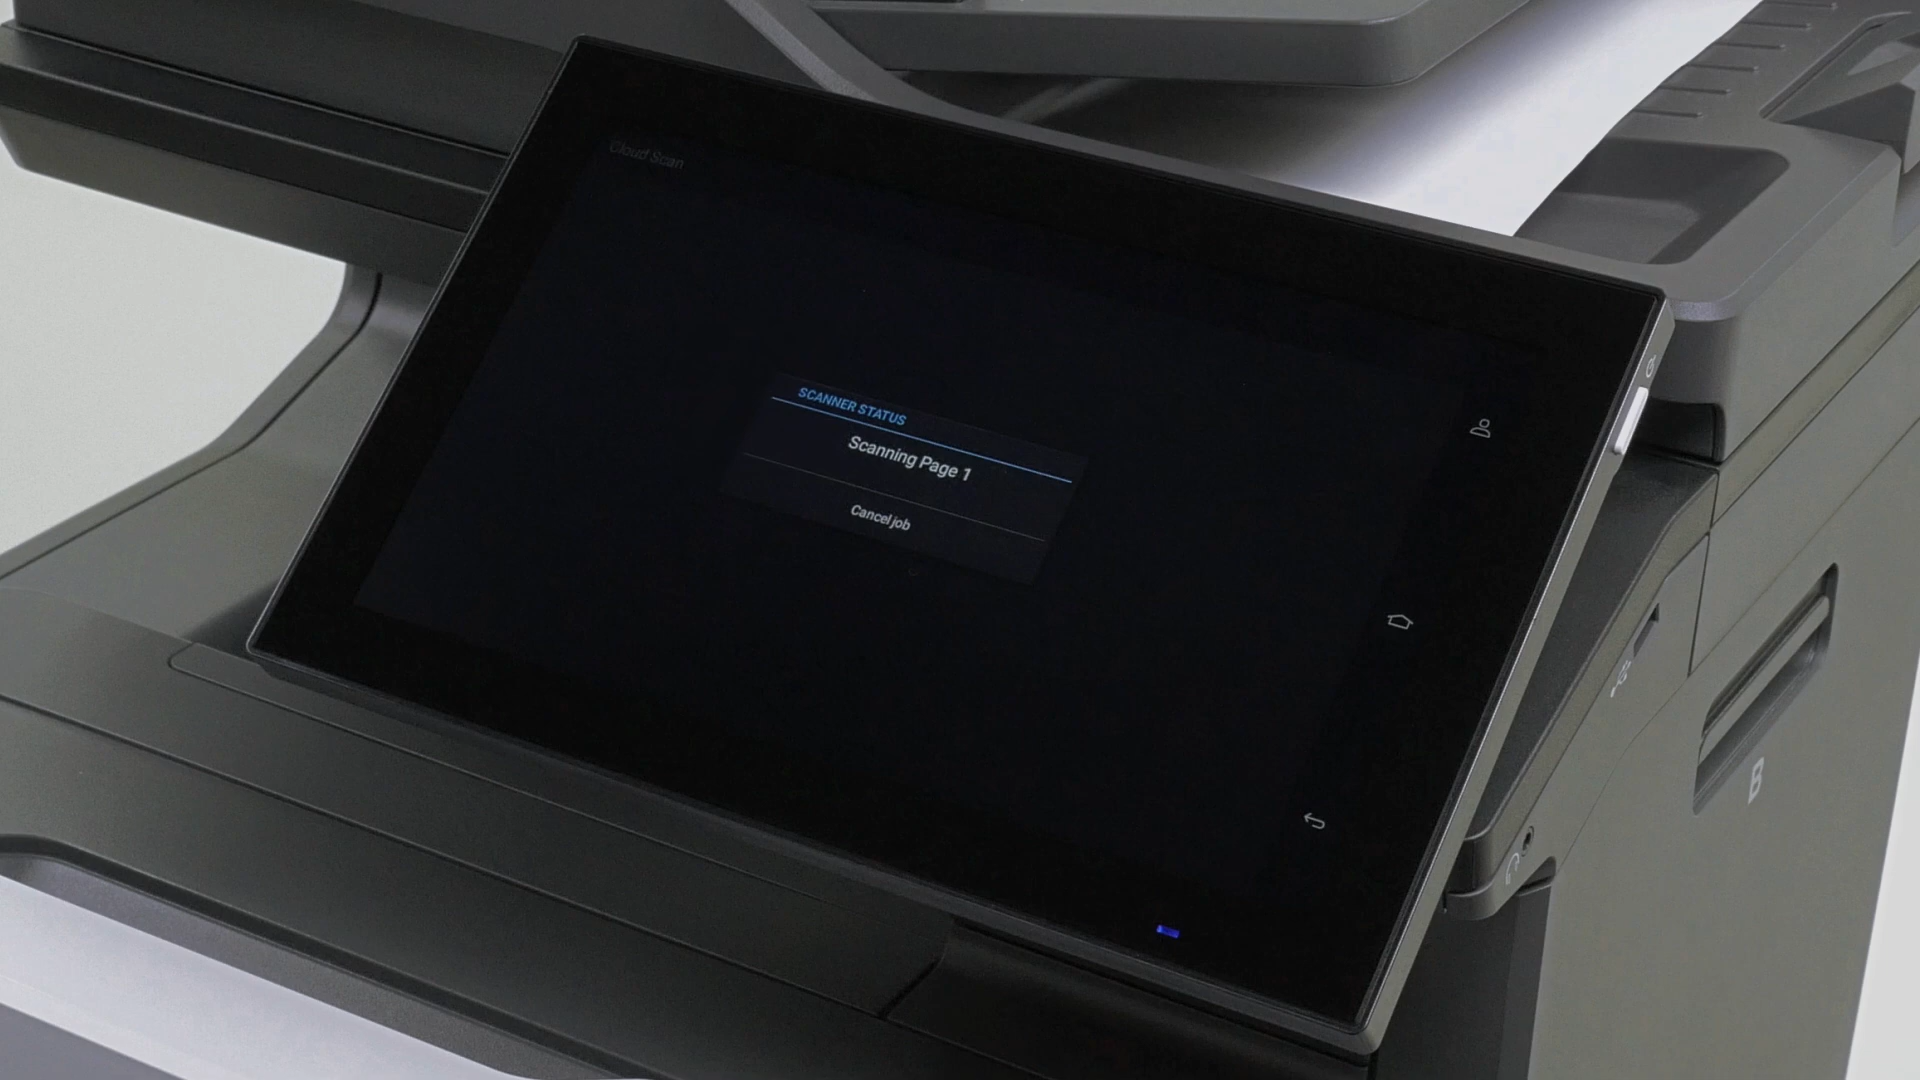 Cloud Scan
SCANNER STATUS
Scanning Page 1
Cancel job
B